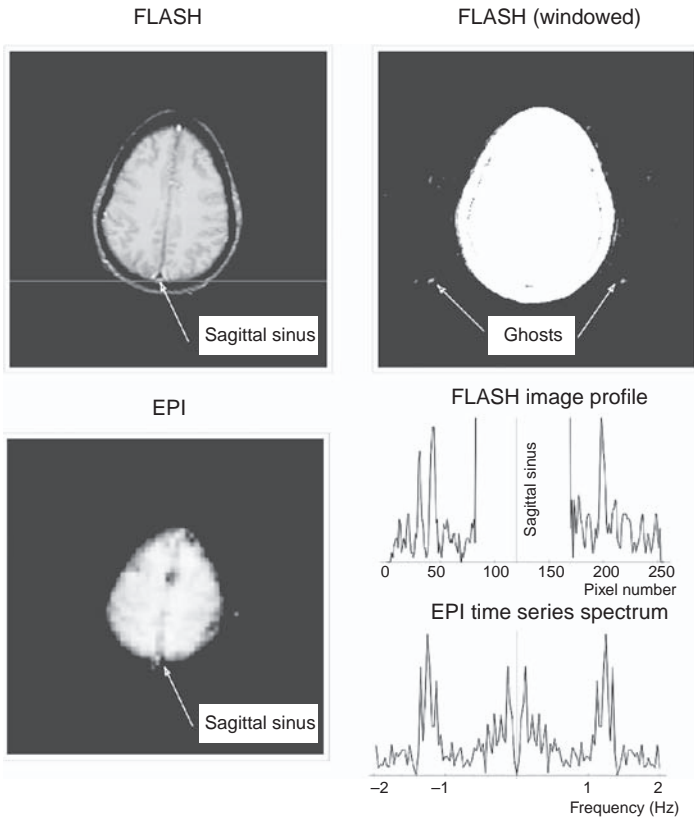 FLASH
FLASH (windowed)
Sagittal sinus
Ghosts
EPI
Sagittal sinus
FLASH image profile
Sagittal sinus
0 50 100 150 200 250
Pixel number
EPI time series spectrum
–2 –1 1 2
Frequency (Hz)